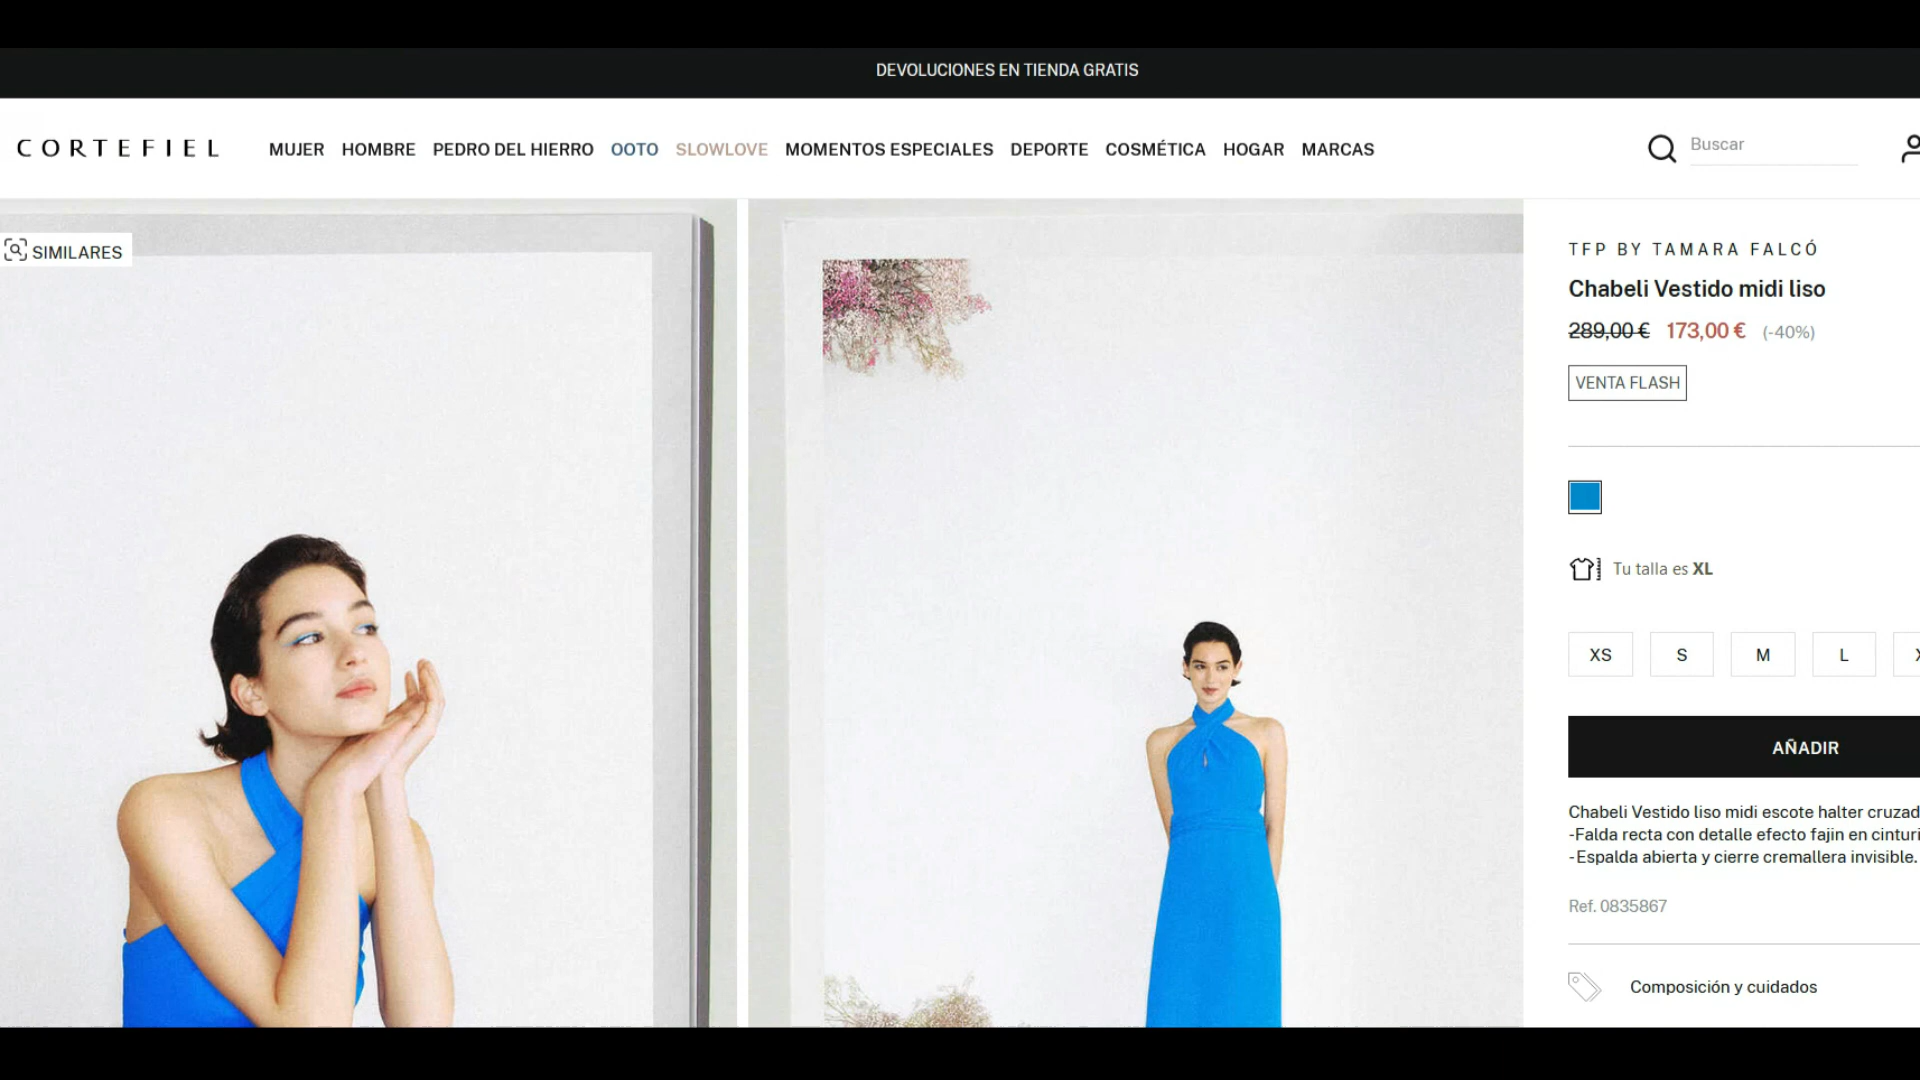 DEVOLUCIONES EN TIENDA GRATIS
CORTEFIEL
MUJER HOMBRE PEDRO DEL HIERRO OOTO SLOWLOVE MOMENTOS ESPECIALES DEPORTE COSMÉTICA HOGAR MARCAS
Buscar
SIMILARES
TFP BY TAMARA FALCÓ
Chabeli Vestido midi liso
289,00 € 173,00 € (-40%)
VENTA FLASH
Tu talla es XL
XS S M L
AÑADIR
Chabeli Vestido liso midi escote halter
-Falda recta con detalle efecto fajin en
-Espalda abierta y cierre cremallera invisible.
Ref. 0835867
Composición y cuidados